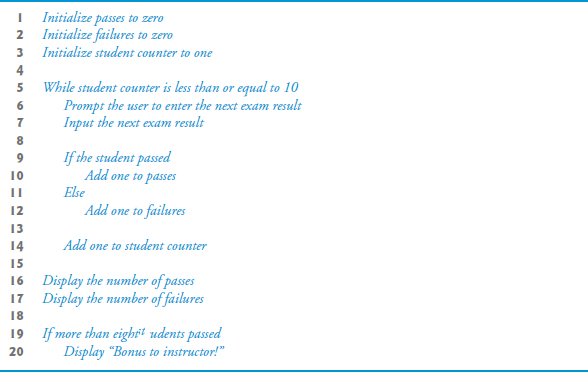 1 Initialize passes to zero
2 Initialize failures to zero
3 Initialize student counter to one
4
5 While student counter is less than or equal to 10
6 Prompt the user to enter the next exam result
7 Input the next exam result
8
9 If the student passed
10 Add one to passes
11 Else
12 Add one to failures
13
14 Add one to student counter
15
16 Display the number of passes
17 Display the number of failures
18
19 If more than eight udents passed
20 Display “Bonus to instructor!”